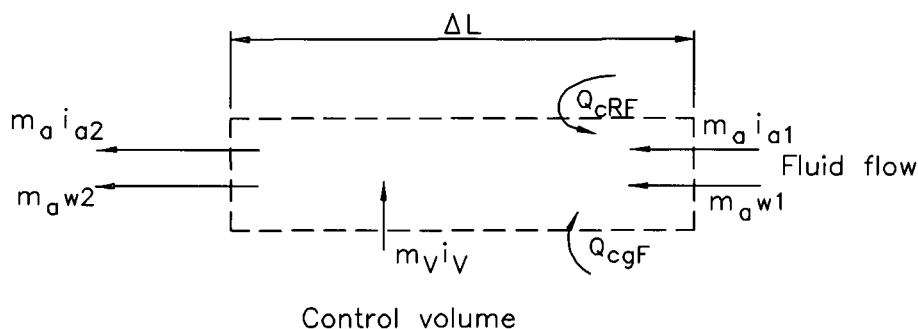 ΔL
Q_cRF
m_a i_a2
m_a i_a1
Fluid flow
m_a w2
m_a w1
m_V i_V
Q_cgF
Control volume